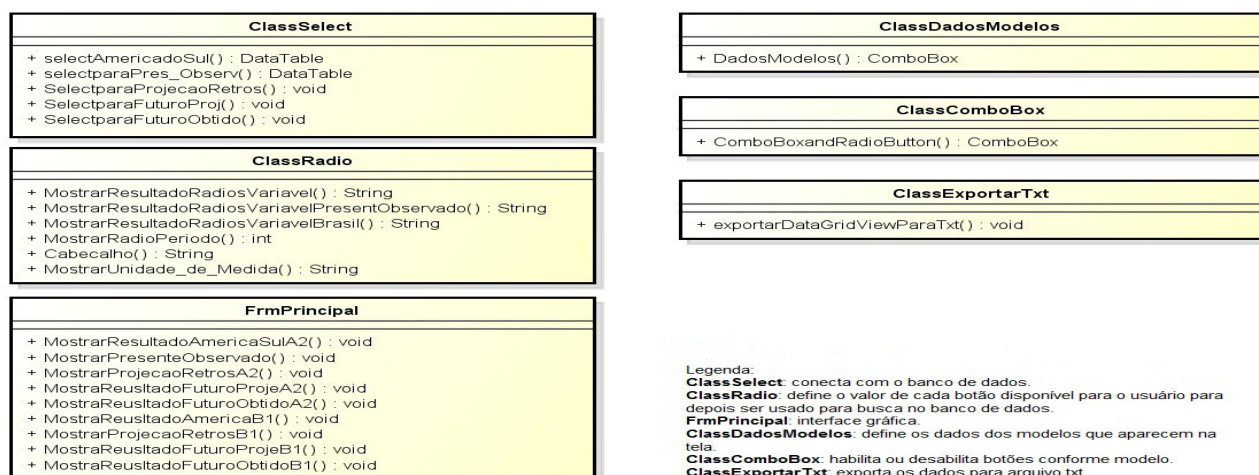 ClassSelect
+ selectAmericadoSul() : DataTable
+ selectparaPres_Observ() : DataTable
+ SelectparaProjecaoRetros() : void
+ SelectparaFuturoProj() : void
+ SelectparaFuturoObtido() : void
ClassRadio
+ MostrarResultadoRadiosVariavel() : String
+ MostrarResultadoRadiosVariavelPresentObservado() : String
+ MostrarResultadoRadiosVariavelBrasil() : String
+ MostrarRadioPeriodo() : int
+ Cabecalho() : String
+ MostrarUnidade_de_Medida() : String
FrmPrincipal
+ MostrarResultadoAmericaSulA2() : void
+ MostrarPresenteObservado() : void
+ MostrarProjecaoRetrosA2() : void
+ MostraReusltadoFuturoProjeA2() : void
+ MostraReusltadoFuturoObtidoA2() : void
+ MostraReusltadoAmericaB1() : void
+ MostrarProjecaoRetrosB1() : void
+ MostraReusltadoFuturoProjeB1() : void
+ MostraReusltadoFuturoObtidoB1() : void
ClassDadosModelos
+ DadosModelos() : ComboBox
ClassComboBox
+ ComboBoxandRadioButton() : ComboBox
ClassExportarTxt
+ exportarDataGridViewParaTxt() : void
Legenda:
ClassSelect: conecta com o banco de dados.
ClassRadio: define o valor de cada botão disponível para o usuário para
depois ser usado para busca no banco de dados.
FrmPrincipal: interface gráfica.
ClassDadosModelos: define os dados dos modelos que aparecem na
tela.
ClassComboBox: habilita ou desabilita botões conforme modelo.
ClassExportarTxt: exporta os dados para arquivo txt.